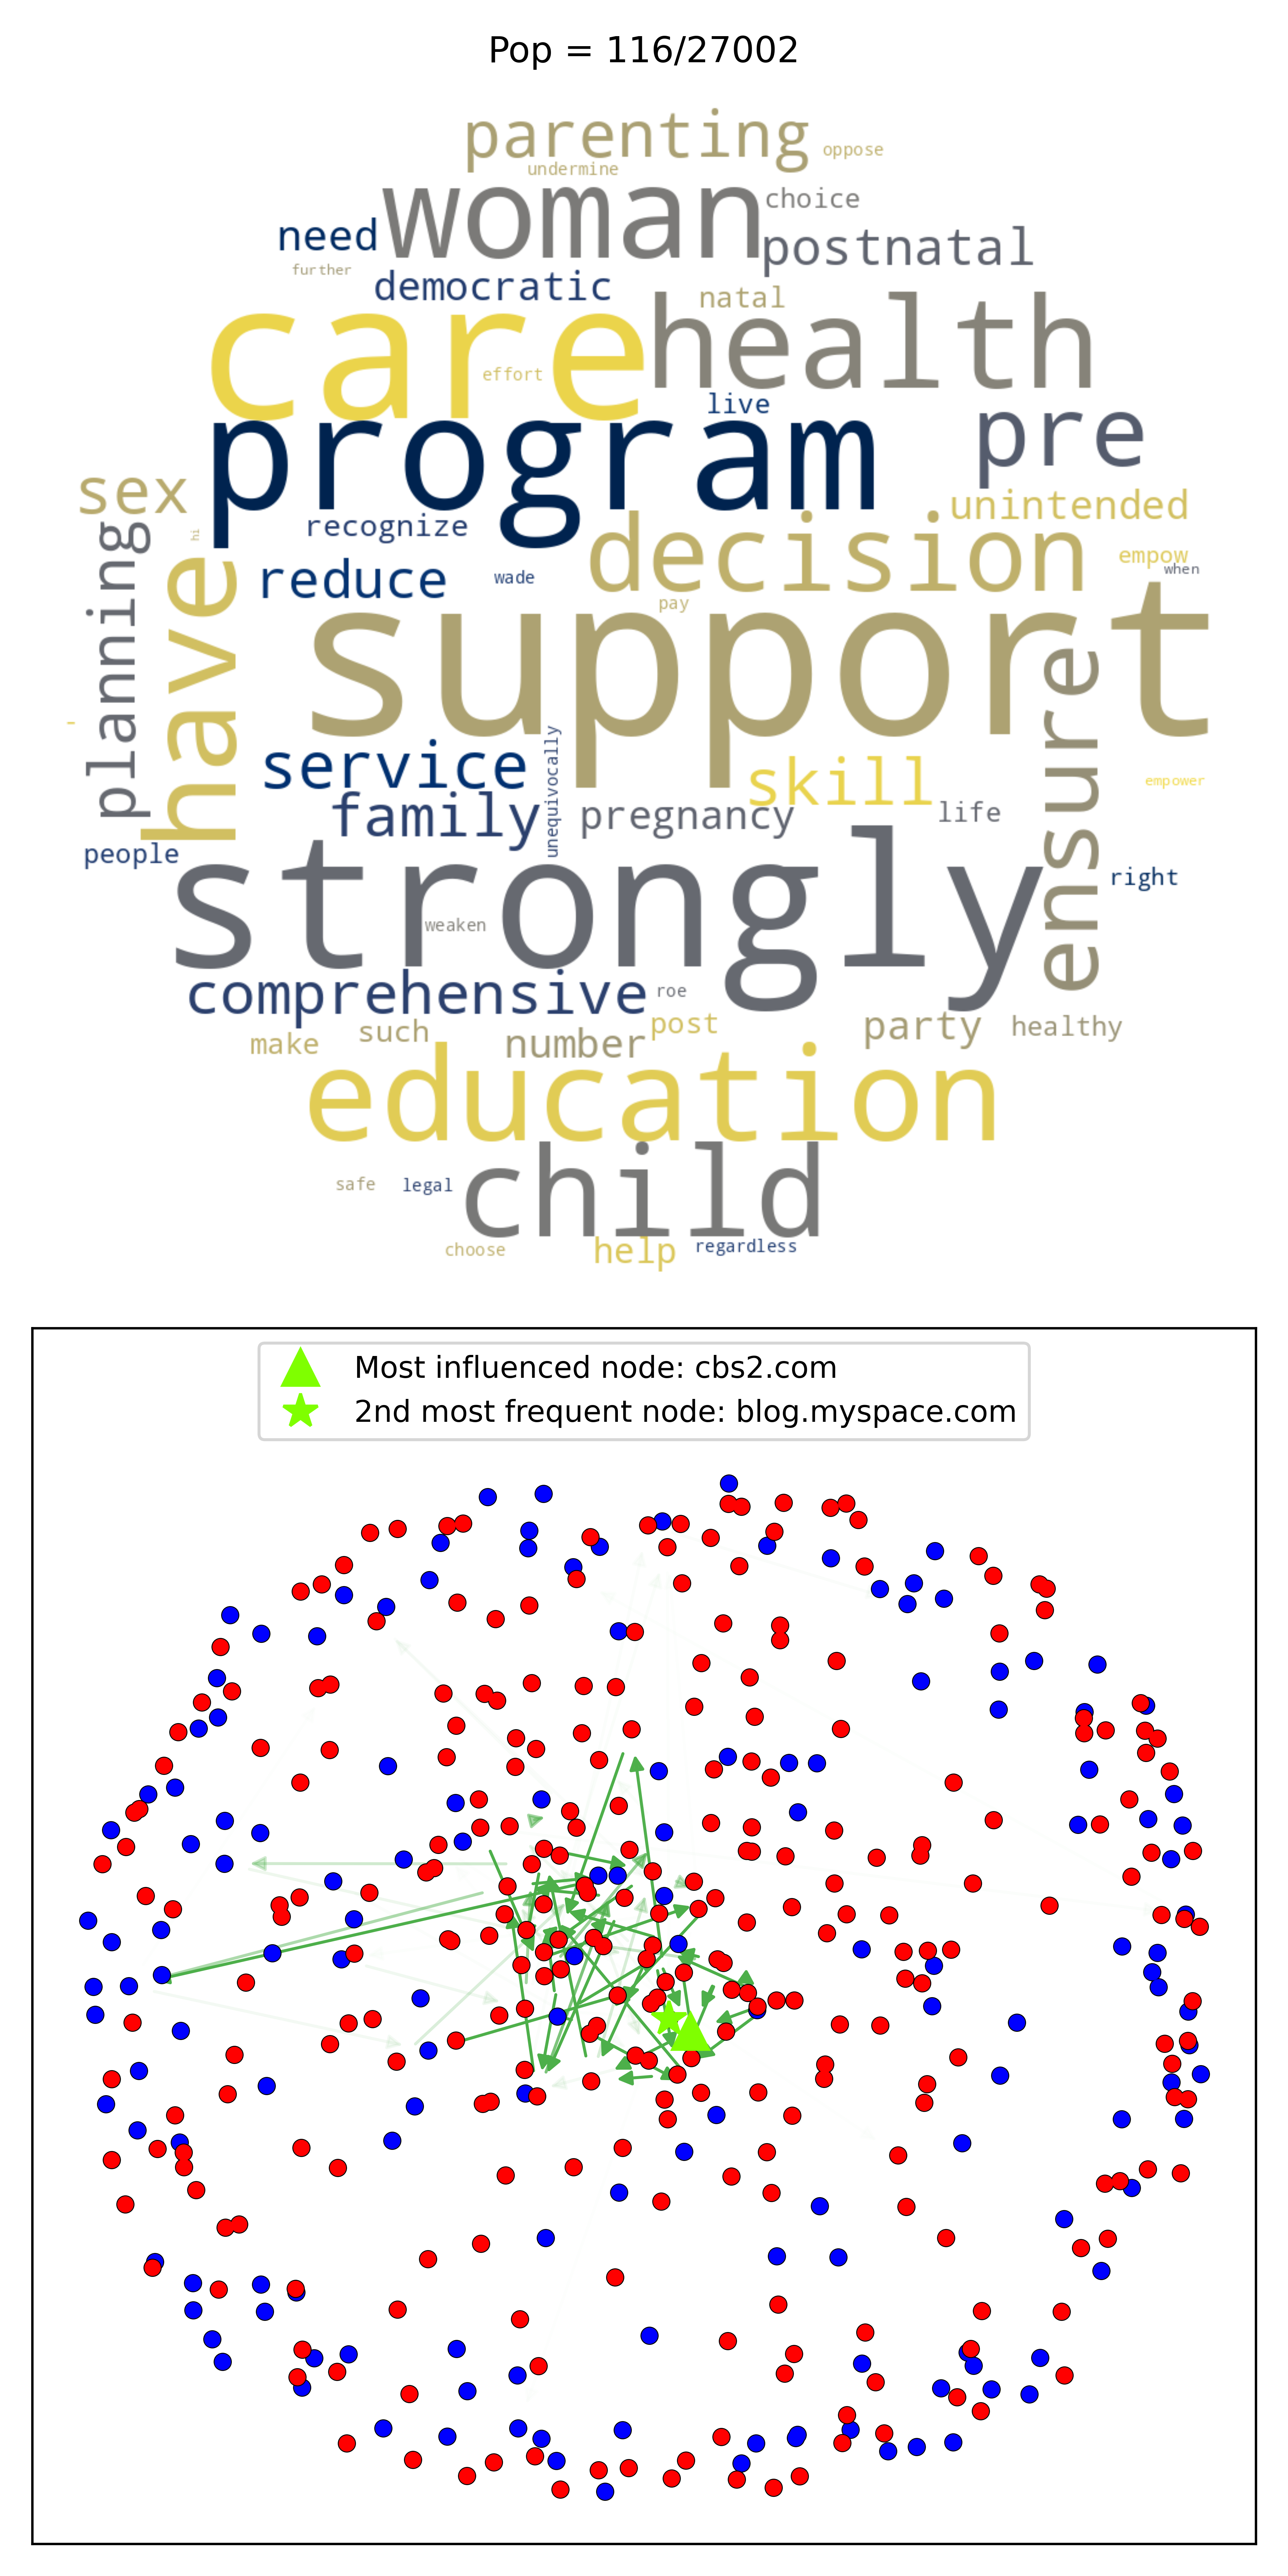 Pop = 116/27002
parenting
oppose
undermine
woman
choice
need
postnatal
further
democratic
natal
care
health
effort
live
program
pre
sex
unintended
recognize
hi
decision
planning
empow
when
reduce
wade
have
pay
support
ensure
-
service
unequivocally
skill
empower
family
pregnancy
life
people
right
strongly
weaken
comprehensive
roe
post
party
healthy
make
such
number
education
child
safe
legal
choose
help
regardless
Most influenced node: cbs2.com
2nd most frequent node: blog.myspace.com